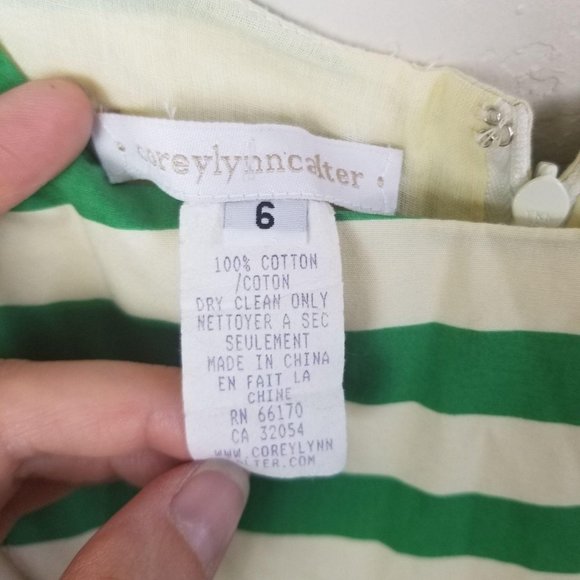 • coreylynncalter •
6
100% COTTON
/COTON
DRY CLEAN ONLY
NETTOYER A SEC
SEULEMENT
MADE IN CHINA
EN FAIT LA
CHINE
RN 66170
CA 32054
WWW.COREYLYNN
ALTER.COM